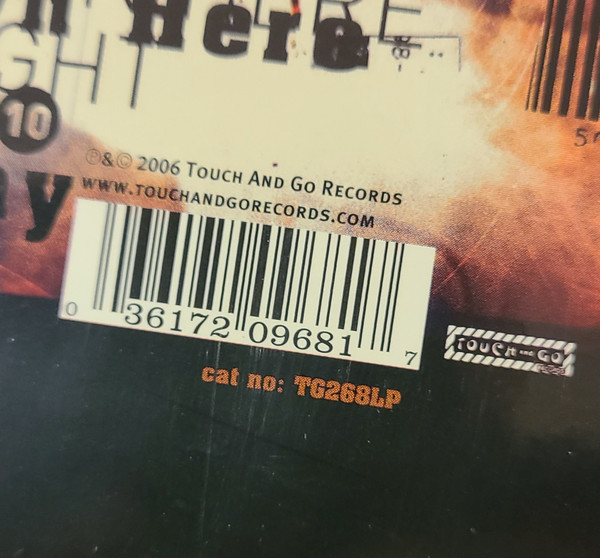 Here
GHT
10
℗&© 2006 TOUCH AND GO RECORDS
WWW.TOUCHANDGORECORDS.COM
0 36172 09681 7
TOUCH AND GO
cat no: TG268LP